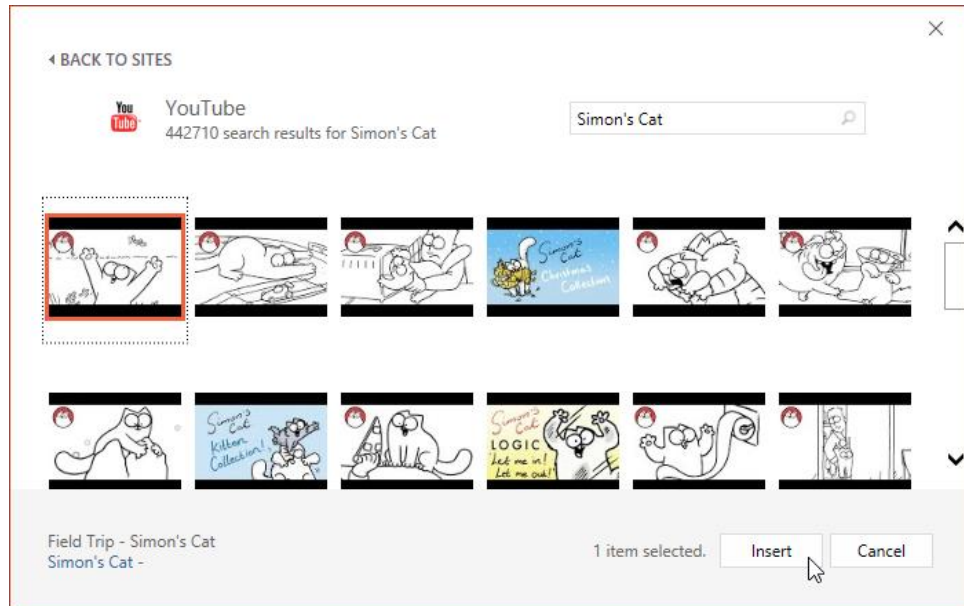 BACK TO SITES
You
Tube
YouTube
442710 search results for Simon's Cat
Simon's Cat
Simon's
Cat
Christmas
Collection
Simon's
Cat
Kitten
Collection!
Simon's
Cat
LOGIC
'Let me in!
Let me out!'
Field Trip - Simon's Cat
Simon's Cat -
1 item selected.
Insert
Cancel